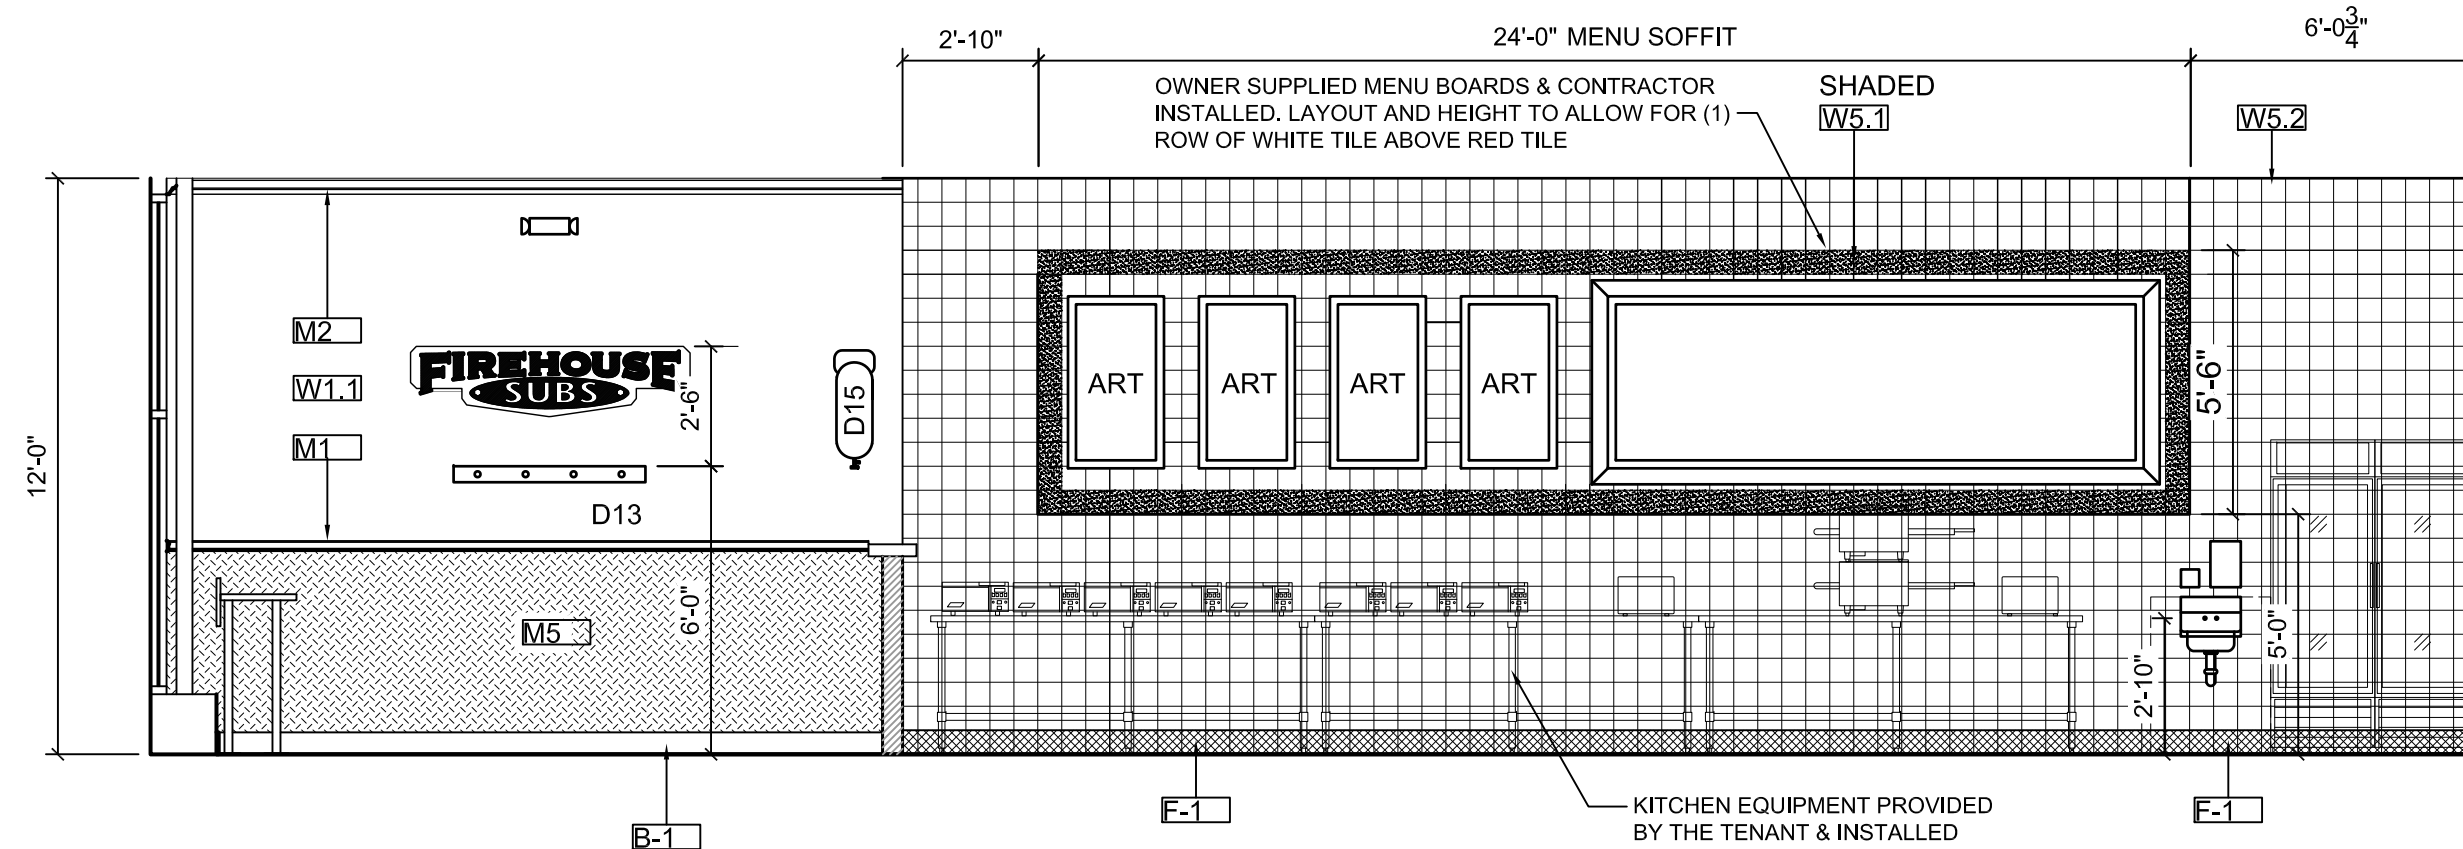 2'-10"
24'-0" MENU SOFFIT
6'-0 3/4"
OWNER SUPPLIED MENU BOARDS & CONTRACTOR
INSTALLED. LAYOUT AND HEIGHT TO ALLOW FOR (1)
ROW OF WHITE TILE ABOVE RED TILE
SHADED
W5.1
W5.2
12'-0"
M2
W1.1
M1
FIREHOUSE
SUBS
2'-6"
D15
D13
ART
ART
ART
ART
5'-6"
M5
6'-0"
2'-10"
5'-0"
B-1
F-1
KITCHEN EQUIPMENT PROVIDED
BY THE TENANT & INSTALLED
F-1